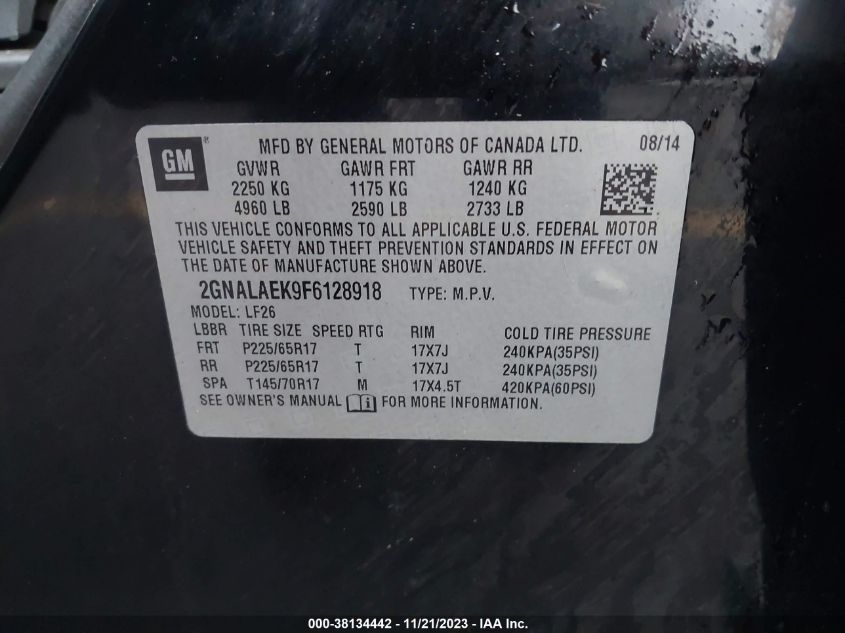 GM ®
MFD BY GENERAL MOTORS OF CANADA LTD. 08/14
GVWR GAWR FRT GAWR RR
2250 KG 1175 KG 1240 KG
4960 LB 2590 LB 2733 LB
THIS VEHICLE CONFORMS TO ALL APPLICABLE U.S. FEDERAL MOTOR
VEHICLE SAFETY AND THEFT PREVENTION STANDARDS IN EFFECT ON
THE DATE OF MANUFACTURE SHOWN ABOVE.
2GNALAEK9F6128918 TYPE: M.P.V.
MODEL: LF26
LBBR TIRE SIZE SPEED RTG RIM COLD TIRE PRESSURE
FRT P225/65R17 T 17X7J 240KPA(35PSI)
RR P225/65R17 T 17X7J 240KPA(35PSI)
SPA T145/70R17 M 17X4.5T 420KPA(60PSI)
SEE OWNER'S MANUAL i FOR MORE INFORMATION.
000-38134442 - 11/21/2023 - IAA Inc.